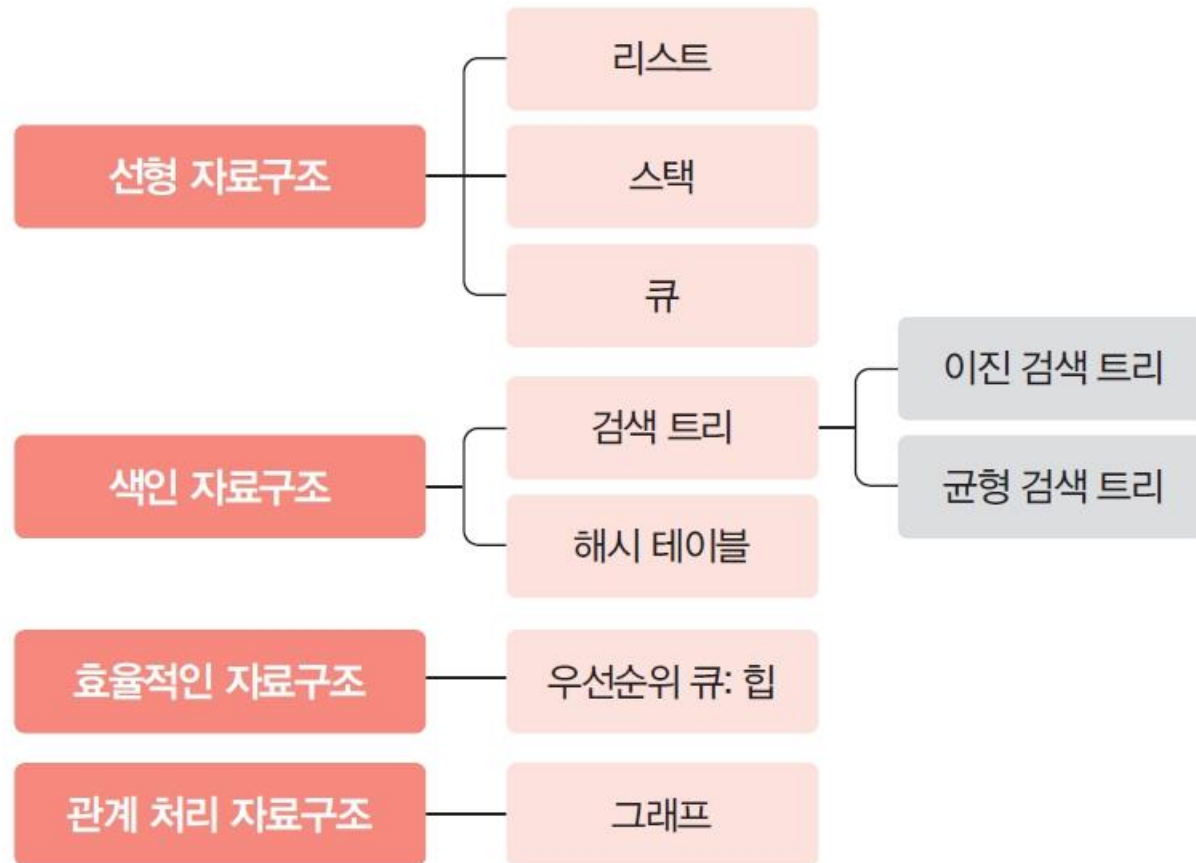 리스트
선형 자료구조
스택
큐
이진 검색 트리
검색 트리
색인 자료구조
균형 검색 트리
해시 테이블
효율적인 자료구조
우선순위 큐: 힙
관계 처리 자료구조
그래프